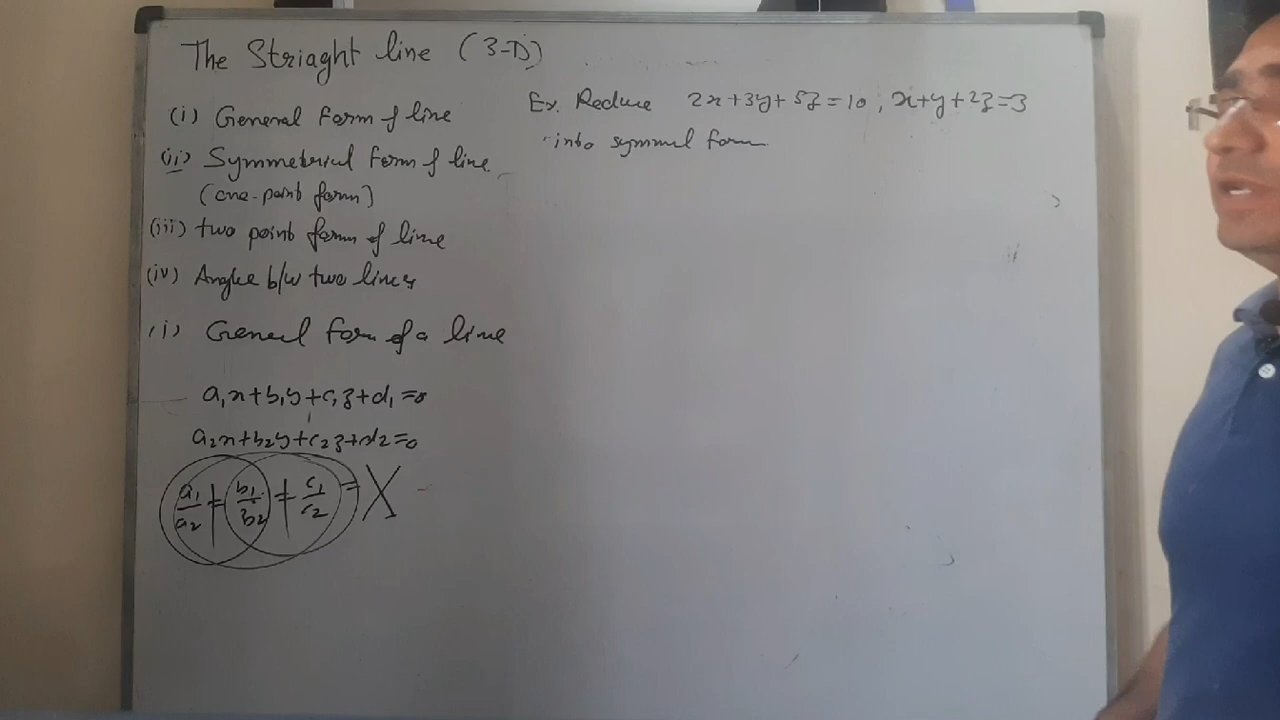 The Striaght line (3-D)
(i) General Form of line
(ii) Symmetrical Form of line
(one-point form)
(iii) two point form of line
(iv) Angle b/w two lines
(i) General form of a line
a₁x+b₁y+c₁z+d₁=0
a₂x+b₂y+c₂z+d₂=0
a₁/a₂ ≠ b₁/b₂ ≠ c₁/c₂ =
Ex. Reduce 2x+3y+5z=10, x+y+2z=3
into form